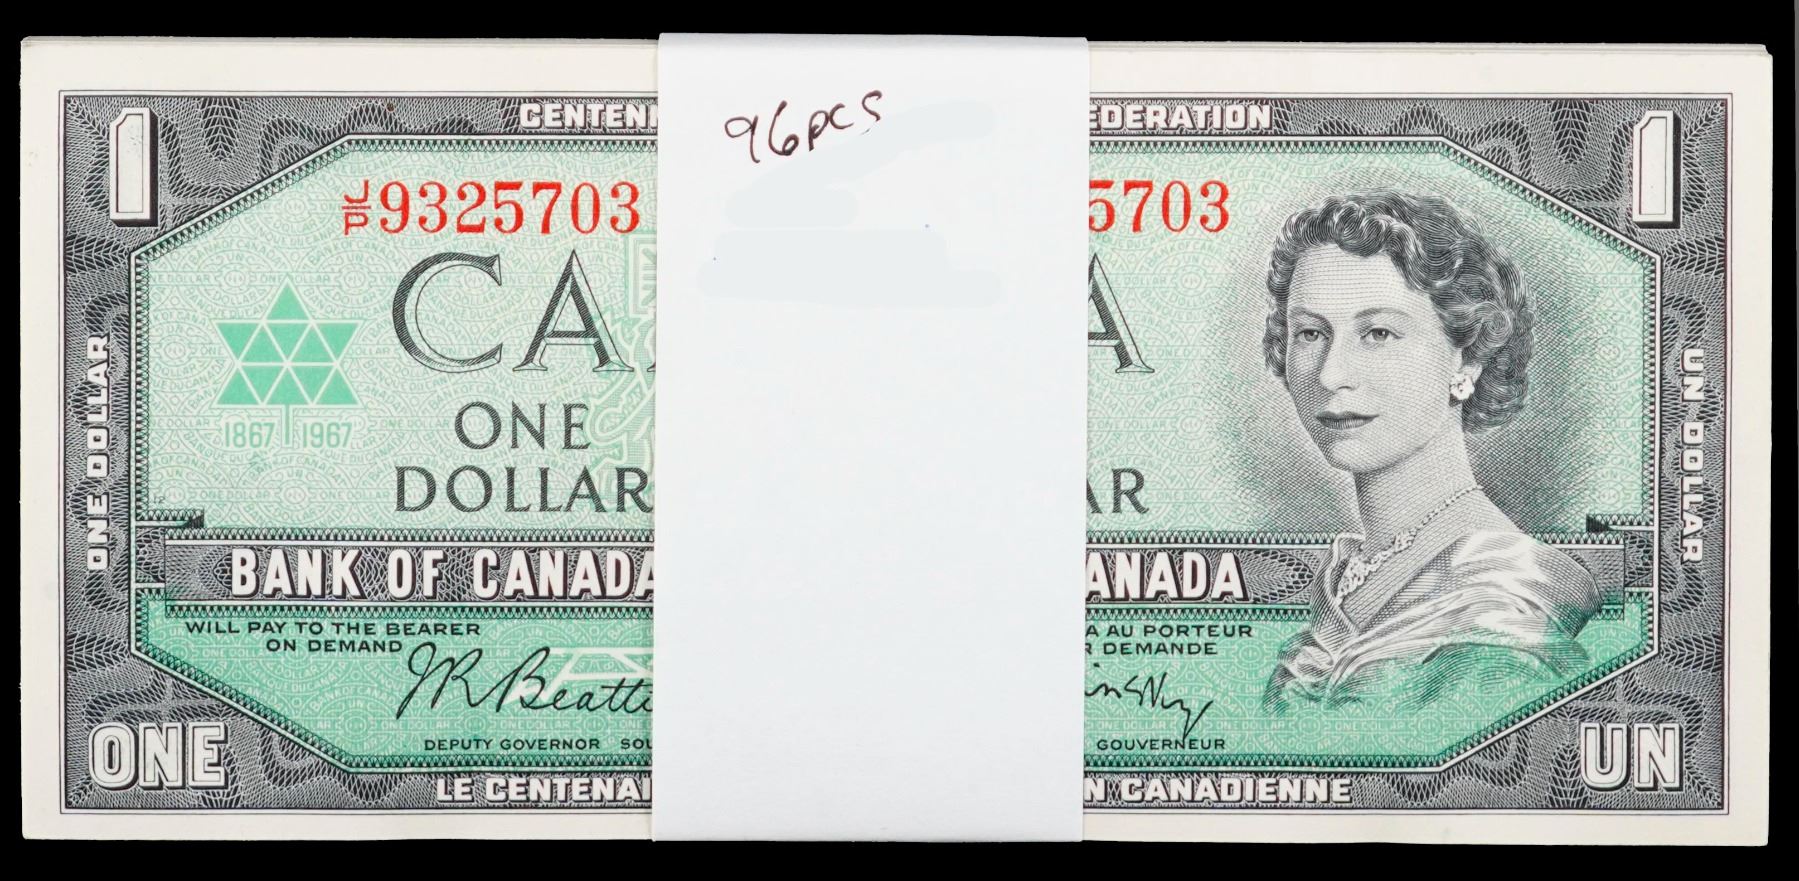 1
CENTENN
EDERATION
1
96pcs
L/P 9325703
5703
CA
A
1867 1967
ONE
DOLLAR
AR
ONE DOLLAR
UN DOLLAR
BANK OF CANADA
ANADA
WILL PAY TO THE BEARER
ON DEMAND
A AU PORTEUR
R DEMANDE
JRBeatti
DEPUTY GOVERNOR SOU
GOUVERNEUR
ONE
UN
LE CENTENAI
N CANADIENNE